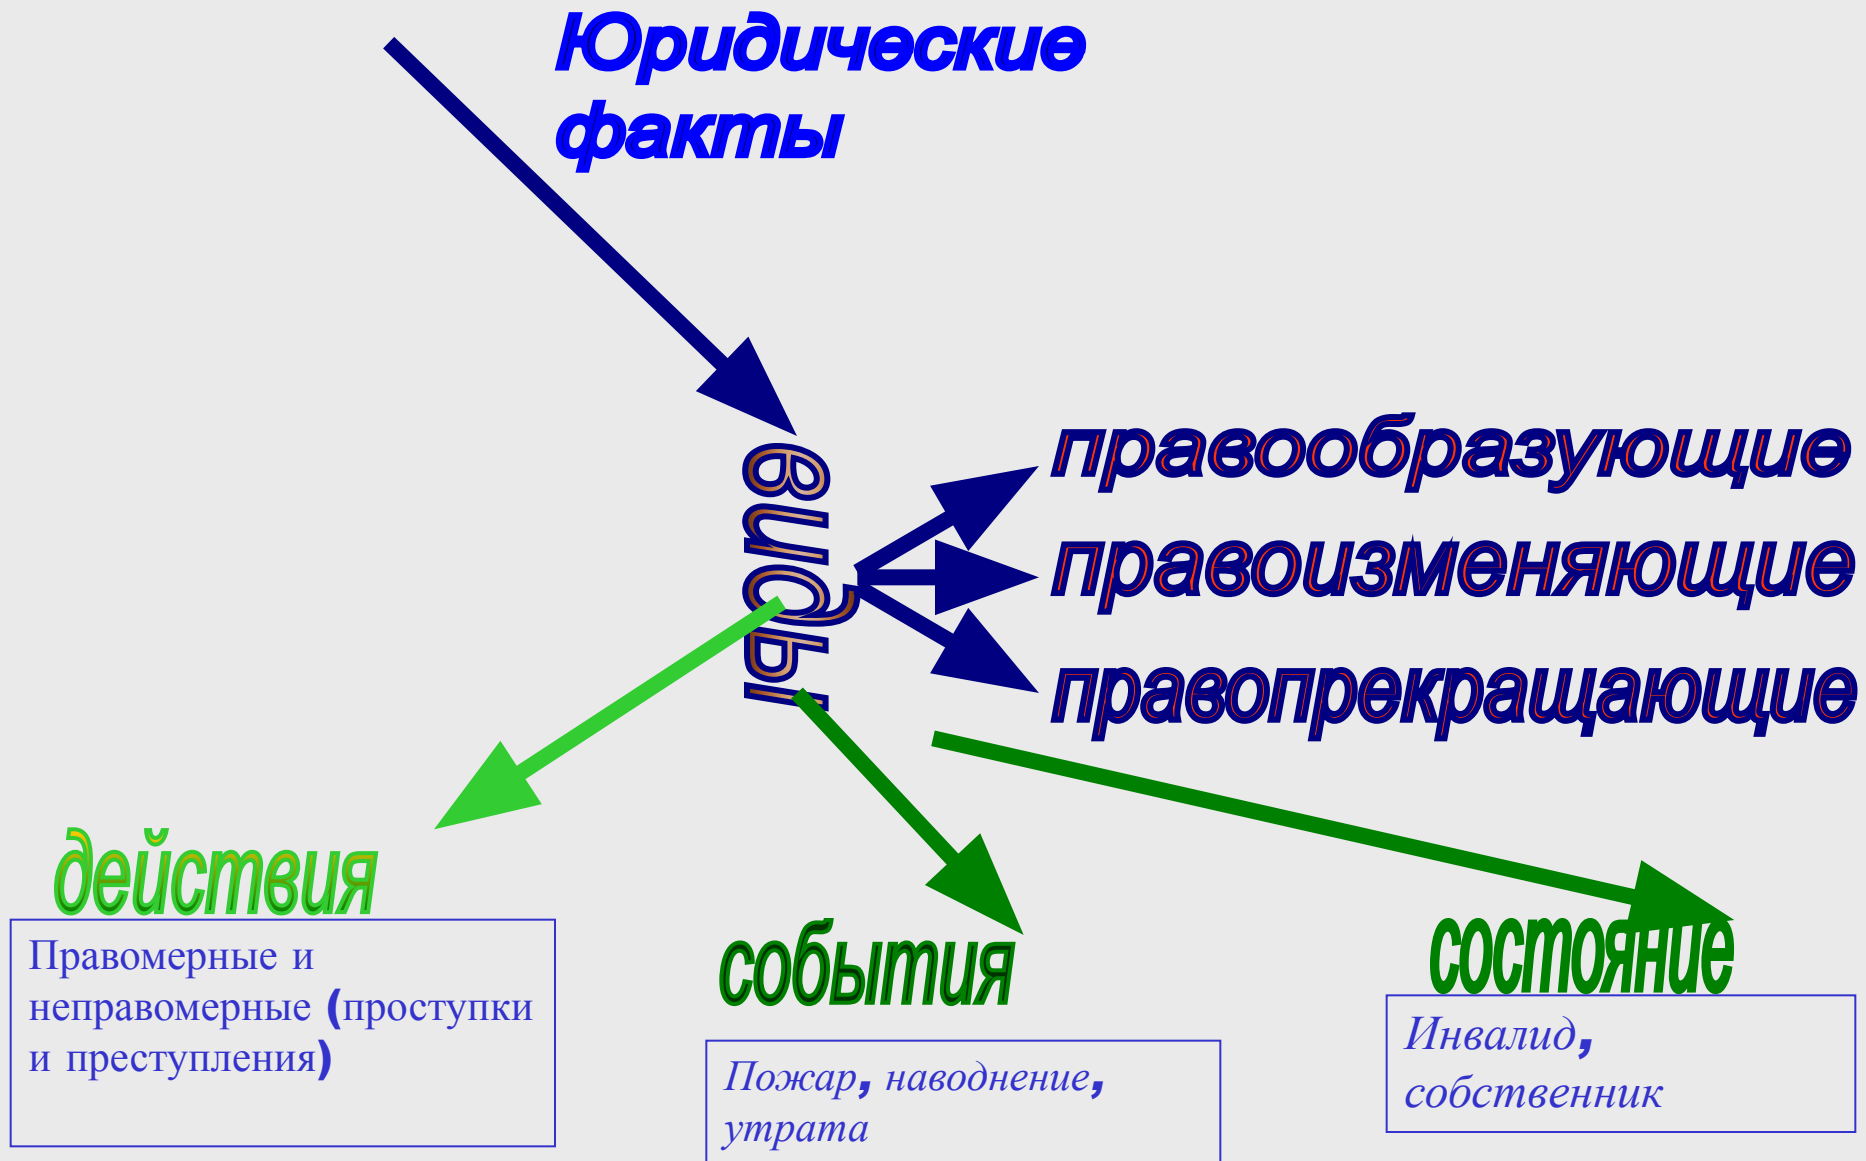 Юридические
факты
виды
правообразующие
правоизменяющие
правопрекращающие
действия
Правомерные и
неправомерные (проступки
и преступления)
события
Пожар, наводнение,
утрата
состояние
Инвалид,
собственник